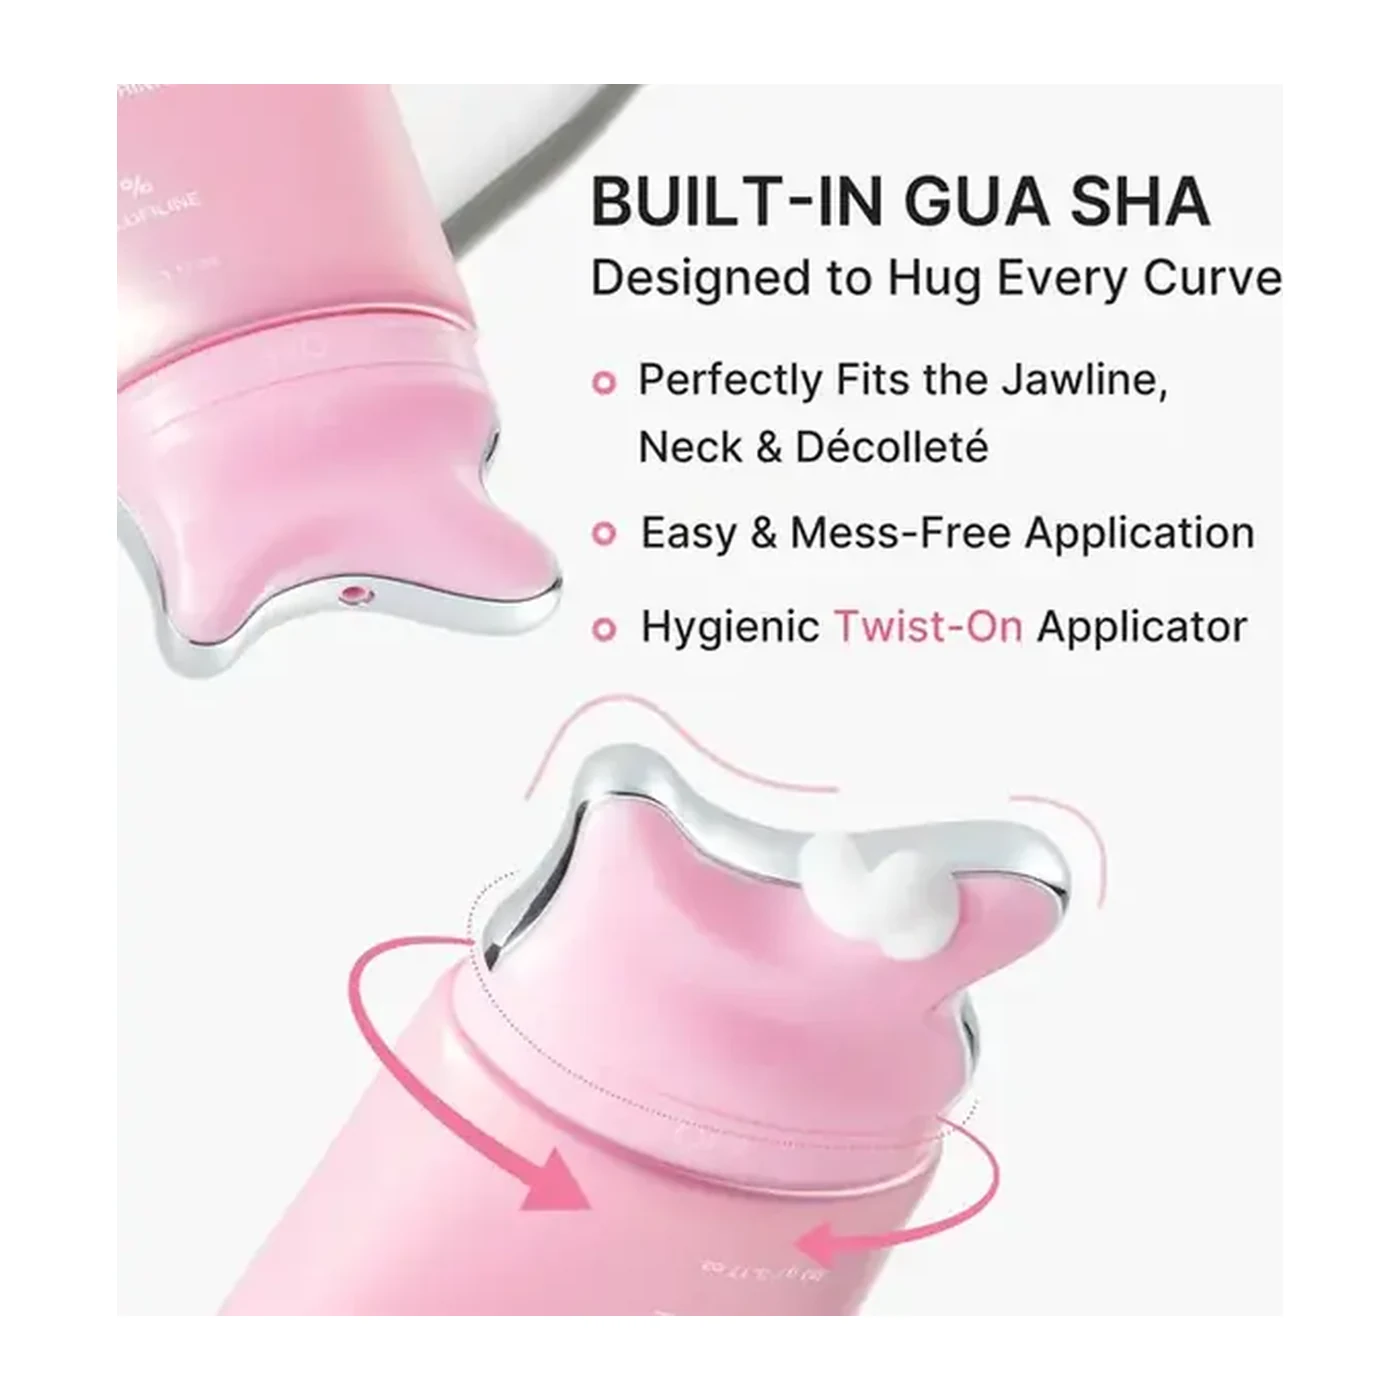 %
BUILT-IN GUA SHA
Designed to Hug Every Curve
Perfectly Fits the Jawline,
Neck & Décolleté
Easy & Mess-Free Application
Hygienic Twist-On Applicator